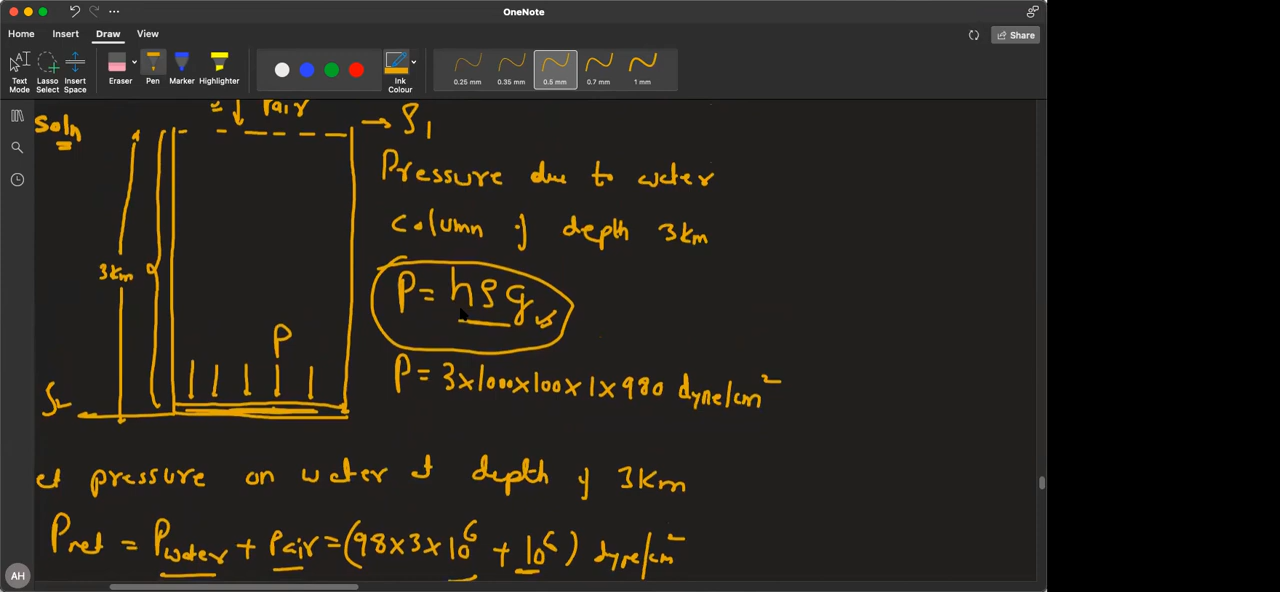 OneNote
Home Insert Draw View
Share
Text Mode
Lasso Select
Insert Space
Eraser
Pen
Marker
Highlighter
Ink Colour
0.25 mm
0.35 mm
0.5 mm
0.7 mm
1 mm
Soln
Pair
→ ρ1
Pressure due to water
column of depth 3km
3km
P = hρg
P
P = 3×1000×100×1×980 dyne/cm²
et pressure on water at depth of 3km
Pnet = Pwater + Pair = (98×3×10⁶ + 10⁶) dyne/cm²
AH